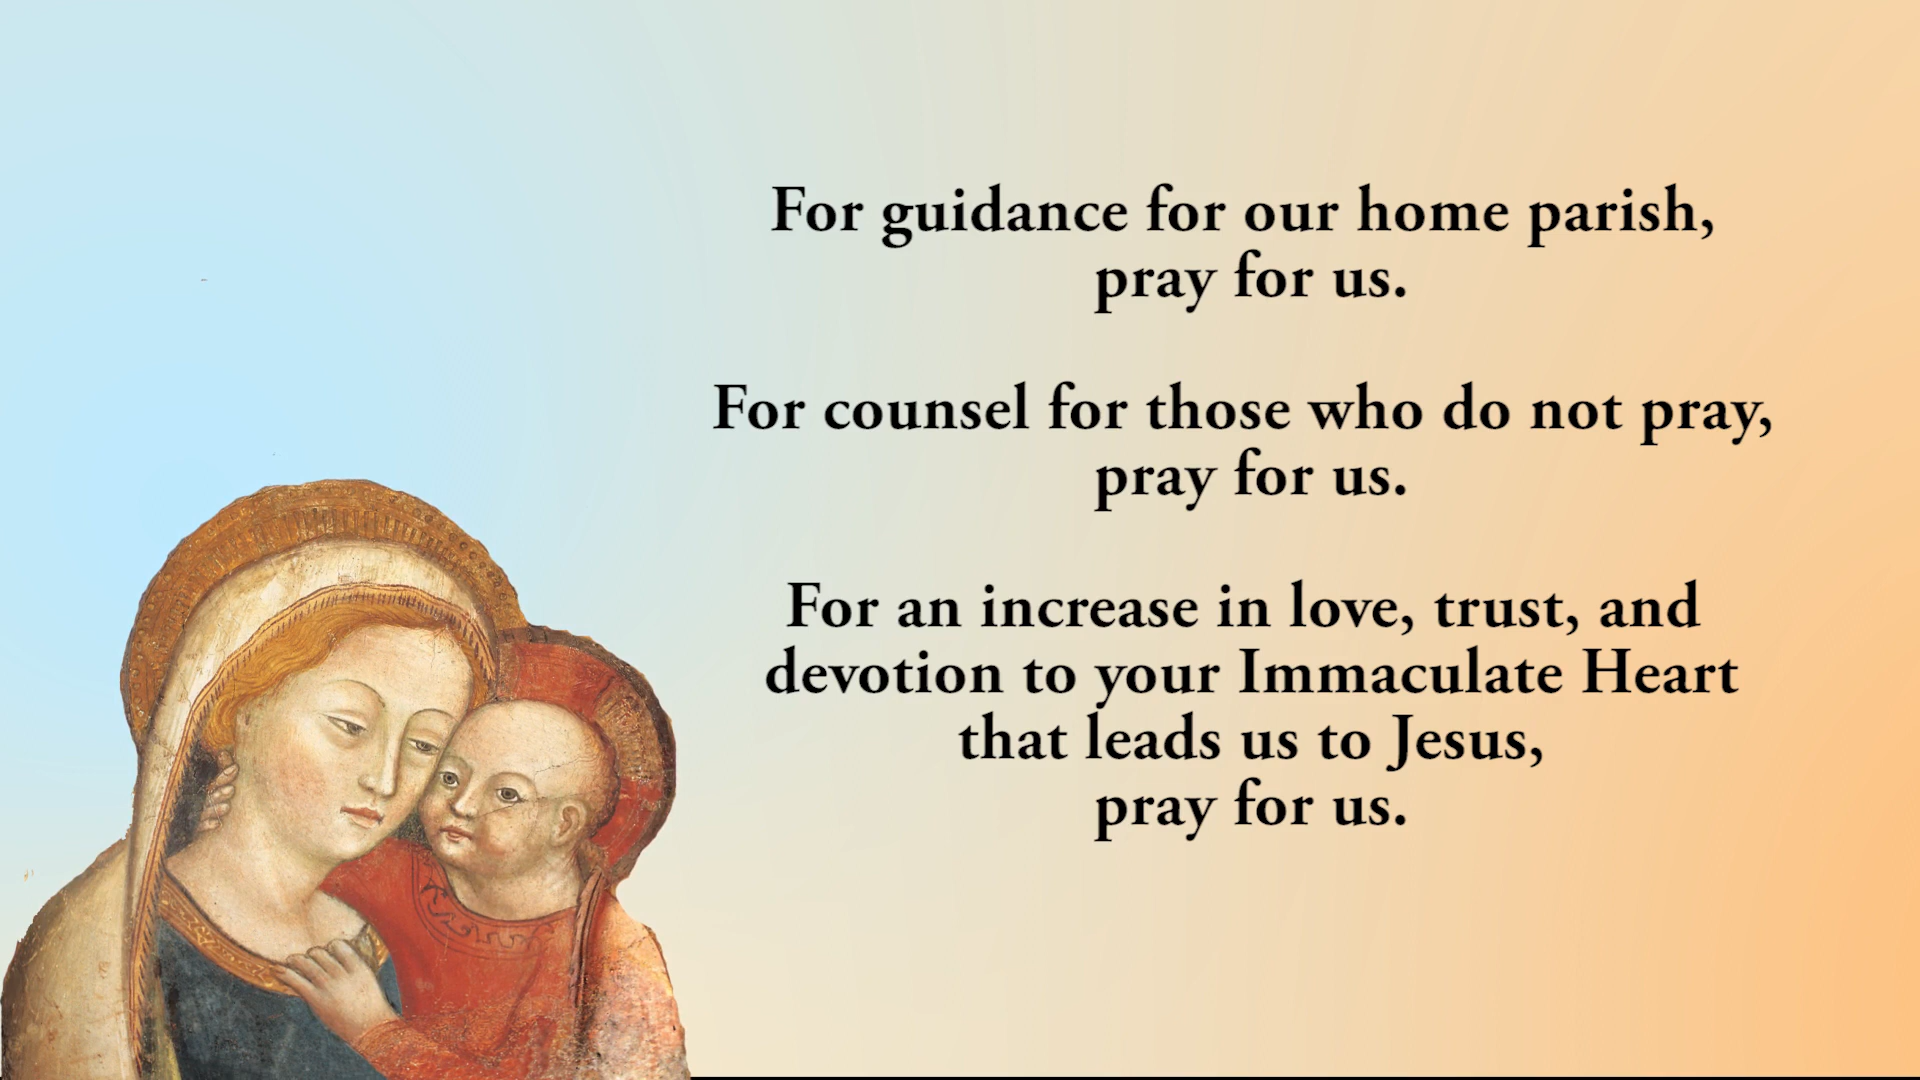 For guidance for our home parish,
pray for us.
For counsel for those who do not pray,
pray for us.
For an increase in love, trust, and
devotion to your Immaculate Heart
that leads us to Jesus,
pray for us.